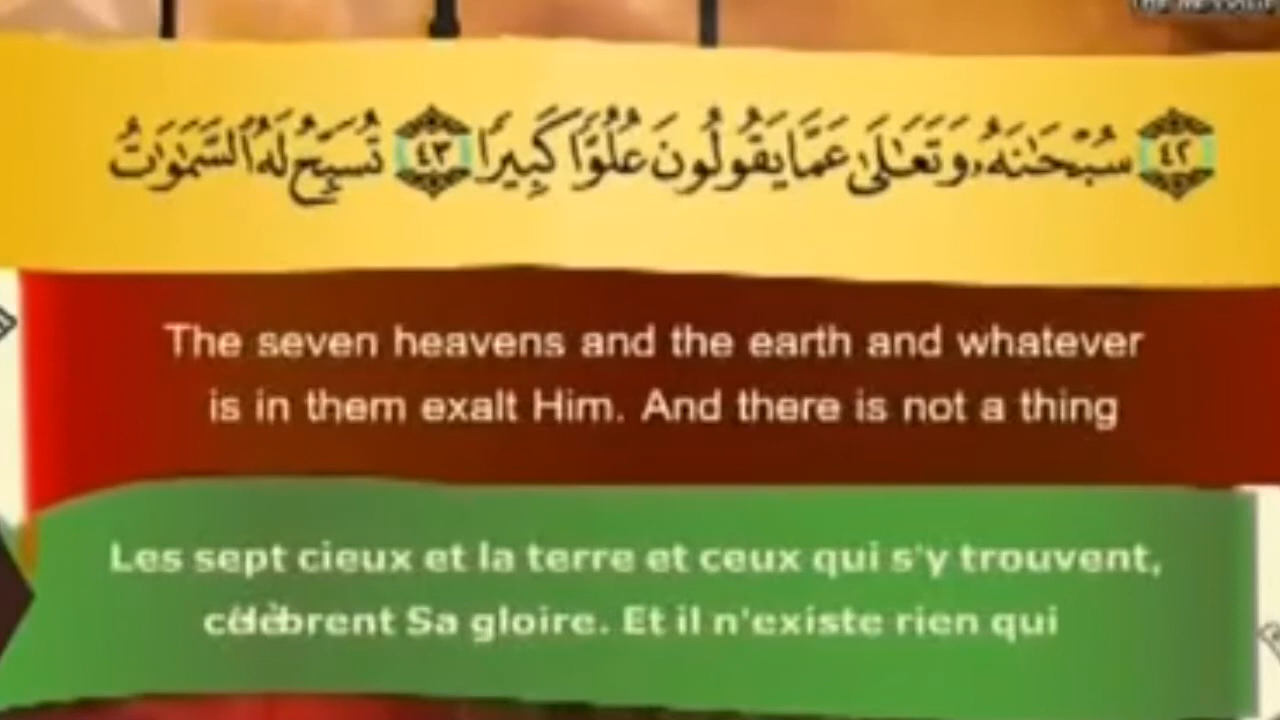 ٤٢ سُبْحَٰنَهُۥ وَتَعَٰلَىٰ عَمَّا يَقُولُونَ عُلُوًّا كَبِيرًا ٤٣ تُسَبِّحُ لَهُ ٱلسَّمَٰوَٰتُ
The seven heavens and the earth and whatever
is in them exalt Him. And there is not a thing
Les sept cieux et la terre et ceux qui s'y trouvent,
célèbrent Sa gloire. Et il n'existe rien qui